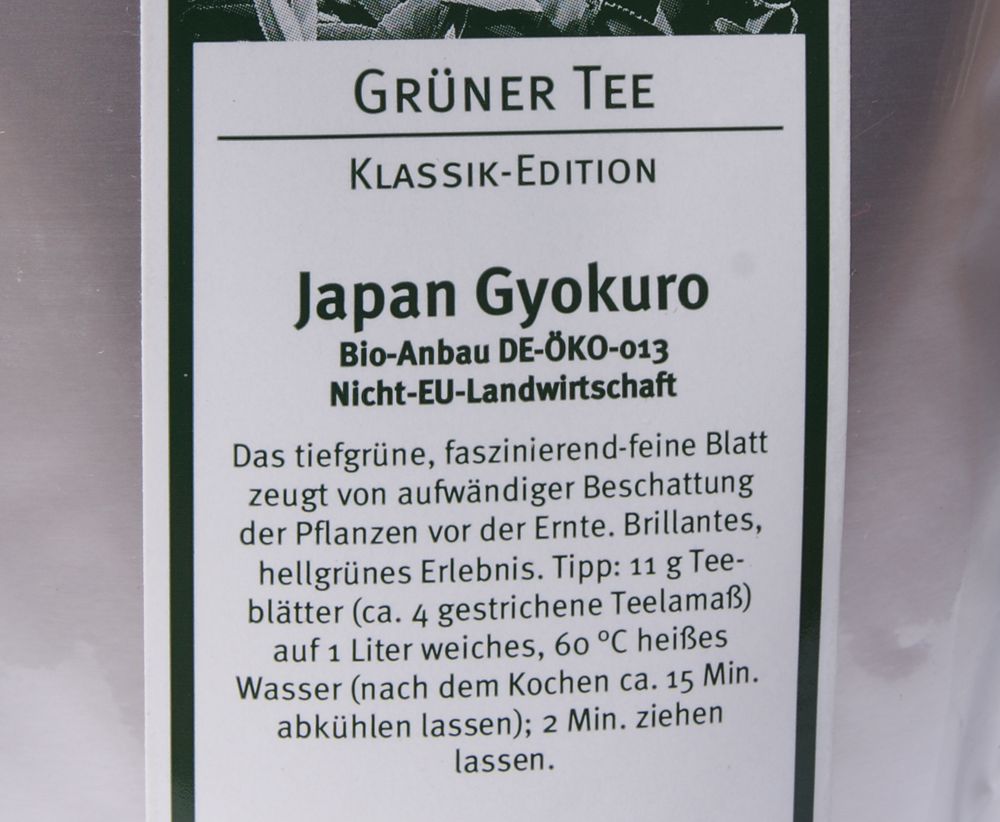 GRÜNER TEE
KLASSIK-EDITION
Japan Gyokuro
Bio-Anbau DE-ÖKO-013
Nicht-EU-Landwirtschaft
Das tiefgrüne, faszinierend-feine Blatt
zeugt von aufwändiger Beschattung
der Pflanzen vor der Ernte. Brillantes,
hellgrünes Erlebnis. Tipp: 11 g Tee-
blätter (ca. 4 gestrichene Teelamaß)
auf 1 Liter weiches, 60 °C heißes
Wasser (nach dem Kochen ca. 15 Min.
abkühlen lassen); 2 Min. ziehen
lassen.